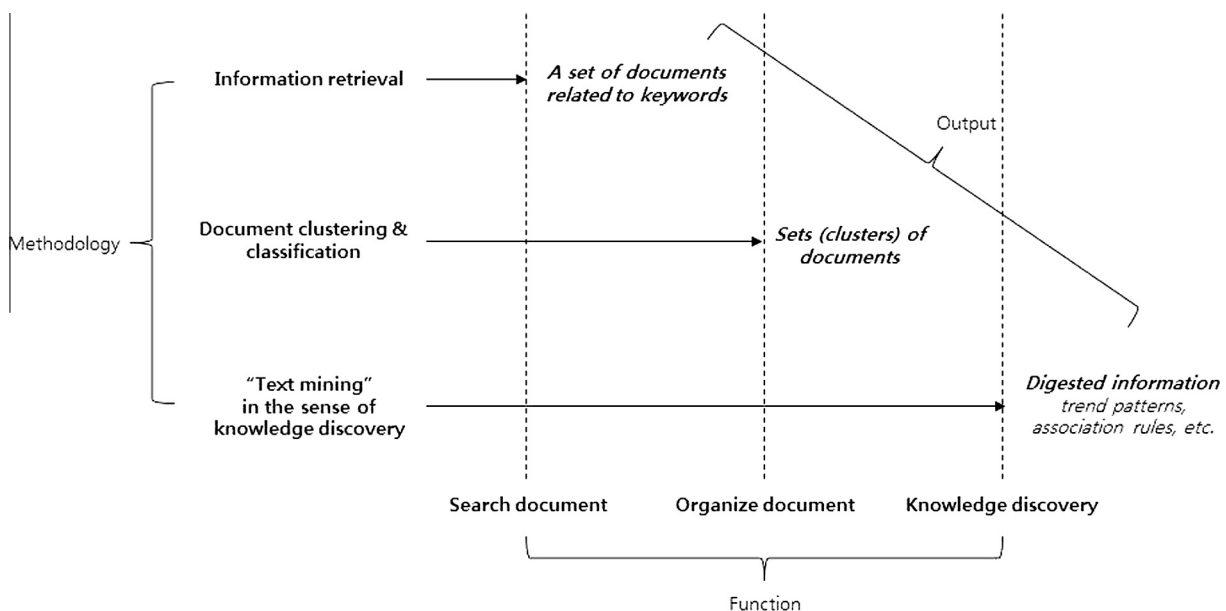 Information retrieval
A set of documents
related to keywords
Output
Methodology
Document clustering &
classification
Sets (clusters) of
documents
“Text mining”
in the sense of
knowledge discovery
Digested information
trend patterns,
association rules, etc.
Search document
Organize document
Knowledge discovery
Function